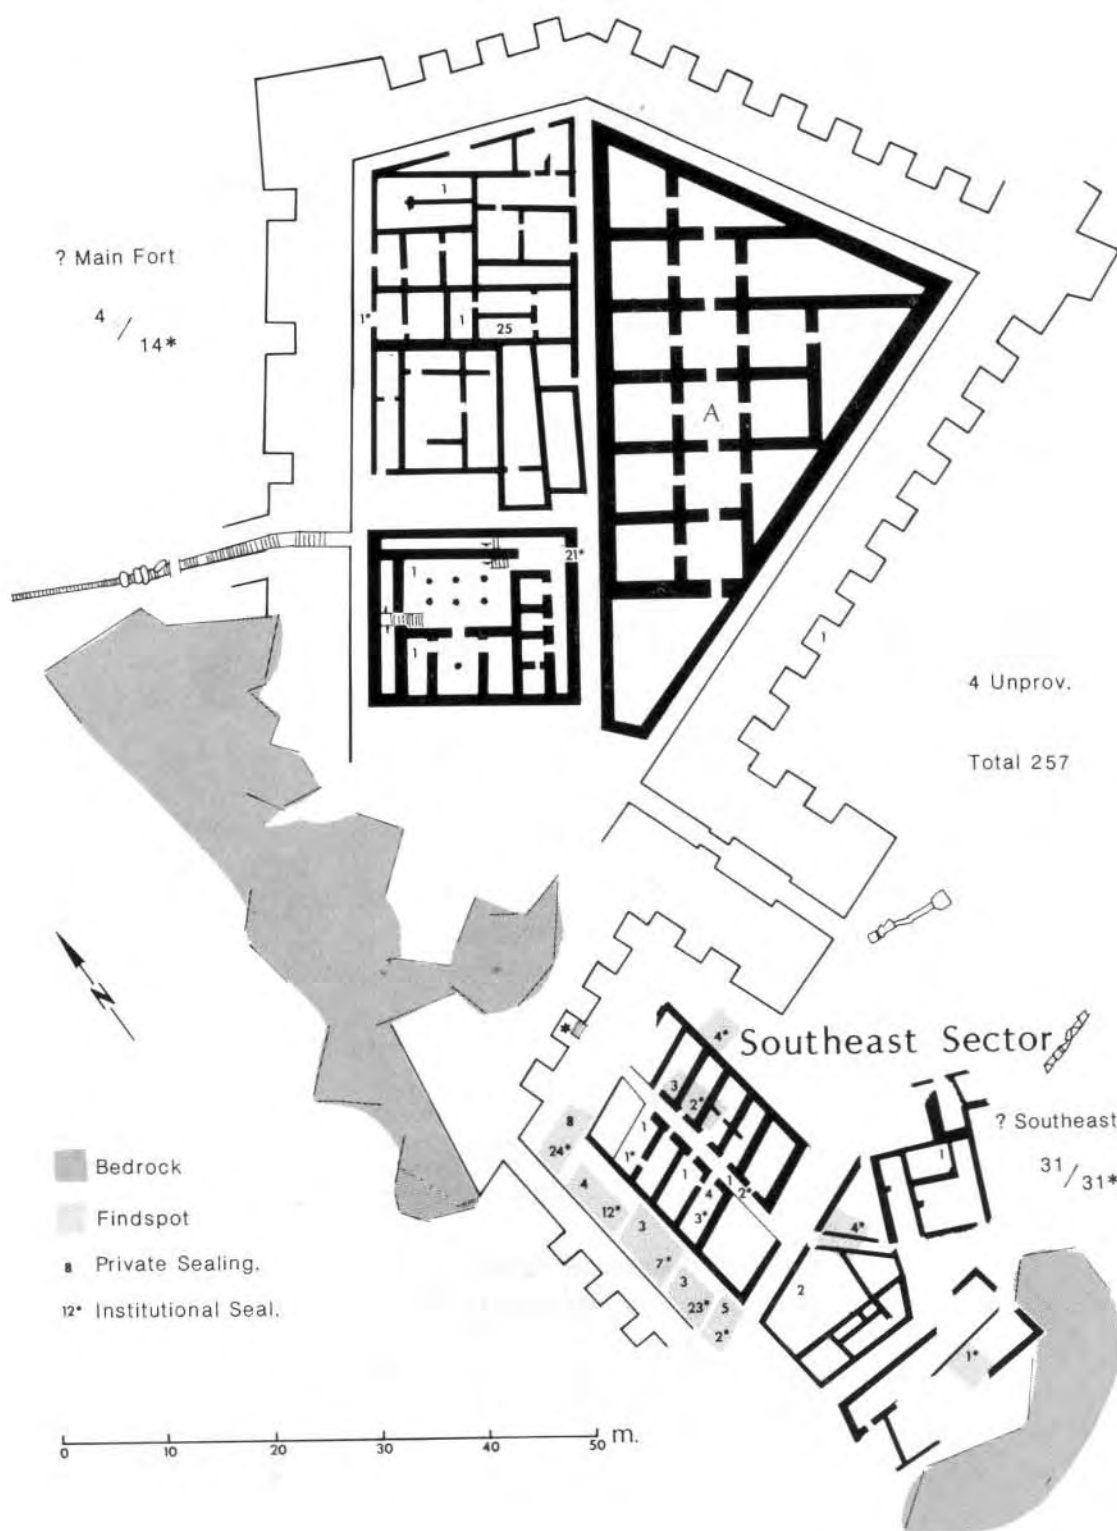 ? Main Fort
4 / 14*
1
1*
1
25
A
21*
1
1
4 Unprov.
Total 257
N
*
4*
Southeast Sector
3
2*
? Southeast
31 / 31*
8
24*
1
1*
1
4
3*
1
2*
1
4
12*
3
7*
3
23*
5
2*
4*
2
1*
Bedrock
Findspot
8 Private Sealing.
12* Institutional Seal.
0 10 20 30 40 50 m.